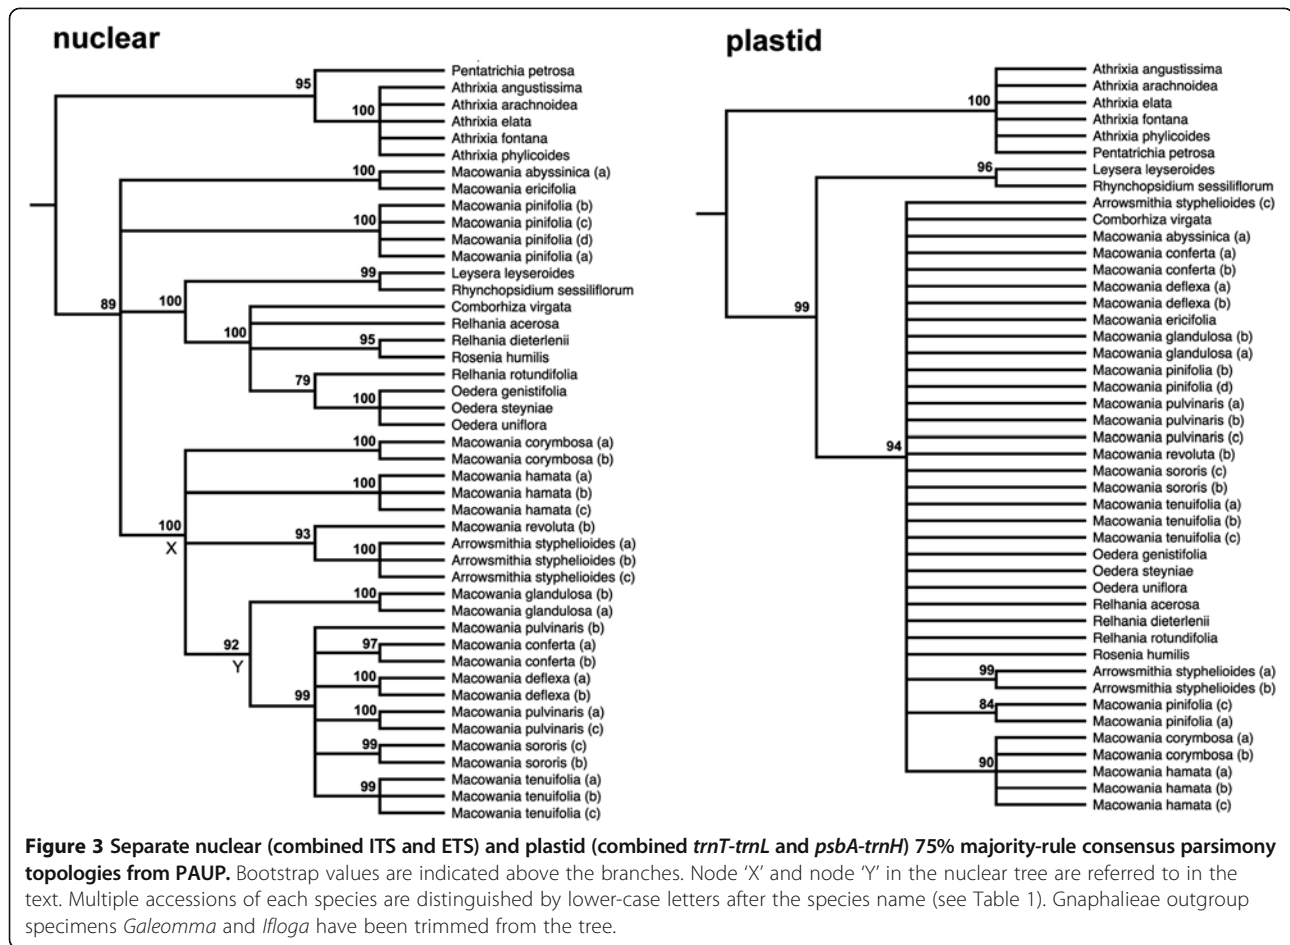 nuclear
95
Pentatrichia petrosa
100
Athrixia angustissima
Athrixia arachnoidea
Athrixia elata
Athrixia fontana
Athrixia phylicoides
89
100
Macowania abyssinica (a)
Macowania ericifolia
100
Macowania pinifolia (b)
Macowania pinifolia (c)
Macowania pinifolia (d)
Macowania pinifolia (a)
100
99
Leysera leyseroides
Rhynchopsidium sessiliflorum
100
Comborhiza virgata
Relhania acerosa
95
Relhania dieterlenii
Rosenia humilis
79
Relhania rotundifolia
100
Oedera genistifolia
Oedera steyniae
Oedera uniflora
100
X
100
Macowania corymbosa (a)
Macowania corymbosa (b)
100
Macowania hamata (a)
Macowania hamata (b)
Macowania hamata (c)
93
Macowania revoluta (b)
100
Arrowsmithia styphelioides (a)
Arrowsmithia styphelioides (b)
Arrowsmithia styphelioides (c)
92
Y
100
Macowania glandulosa (b)
Macowania glandulosa (a)
99
Macowania pulvinaris (b)
97
Macowania conferta (a)
Macowania conferta (b)
100
Macowania deflexa (a)
Macowania deflexa (b)
100
Macowania pulvinaris (a)
Macowania pulvinaris (c)
99
Macowania sororis (c)
Macowania sororis (b)
99
Macowania tenuifolia (a)
Macowania tenuifolia (b)
Macowania tenuifolia (c)
plastid
100
Athrixia angustissima
Athrixia arachnoidea
Athrixia elata
Athrixia fontana
Athrixia phylicoides
Pentatrichia petrosa
99
96
Leysera leyseroides
Rhynchopsidium sessiliflorum
94
Arrowsmithia styphelioides (c)
Comborhiza virgata
Macowania abyssinica (a)
Macowania conferta (a)
Macowania conferta (b)
Macowania deflexa (a)
Macowania deflexa (b)
Macowania ericifolia
Macowania glandulosa (b)
Macowania glandulosa (a)
Macowania pinifolia (b)
Macowania pinifolia (d)
Macowania pulvinaris (a)
Macowania pulvinaris (b)
Macowania pulvinaris (c)
Macowania revoluta (b)
Macowania sororis (c)
Macowania sororis (b)
Macowania tenuifolia (a)
Macowania tenuifolia (b)
Macowania tenuifolia (c)
Oedera genistifolia
Oedera steyniae
Oedera uniflora
Relhania acerosa
Relhania dieterlenii
Relhania rotundifolia
Rosenia humilis
99
Arrowsmithia styphelioides (a)
Arrowsmithia styphelioides (b)
84
Macowania pinifolia (c)
Macowania pinifolia (a)
90
Macowania corymbosa (a)
Macowania corymbosa (b)
Macowania hamata (a)
Macowania hamata (b)
Macowania hamata (c)
Figure 3 Separate nuclear (combined ITS and ETS) and plastid (combined trnT-trnL and psbA-trnH) 75% majority-rule consensus parsimony
topologies from PAUP. Bootstrap values are indicated above the branches. Node ‘X’ and node ‘Y’ in the nuclear tree are referred to in the
text. Multiple accessions of each species are distinguished by lower-case letters after the species name (see Table 1). Gnaphalieae outgroup
specimens Galeomma and Ifloga have been trimmed from the tree.